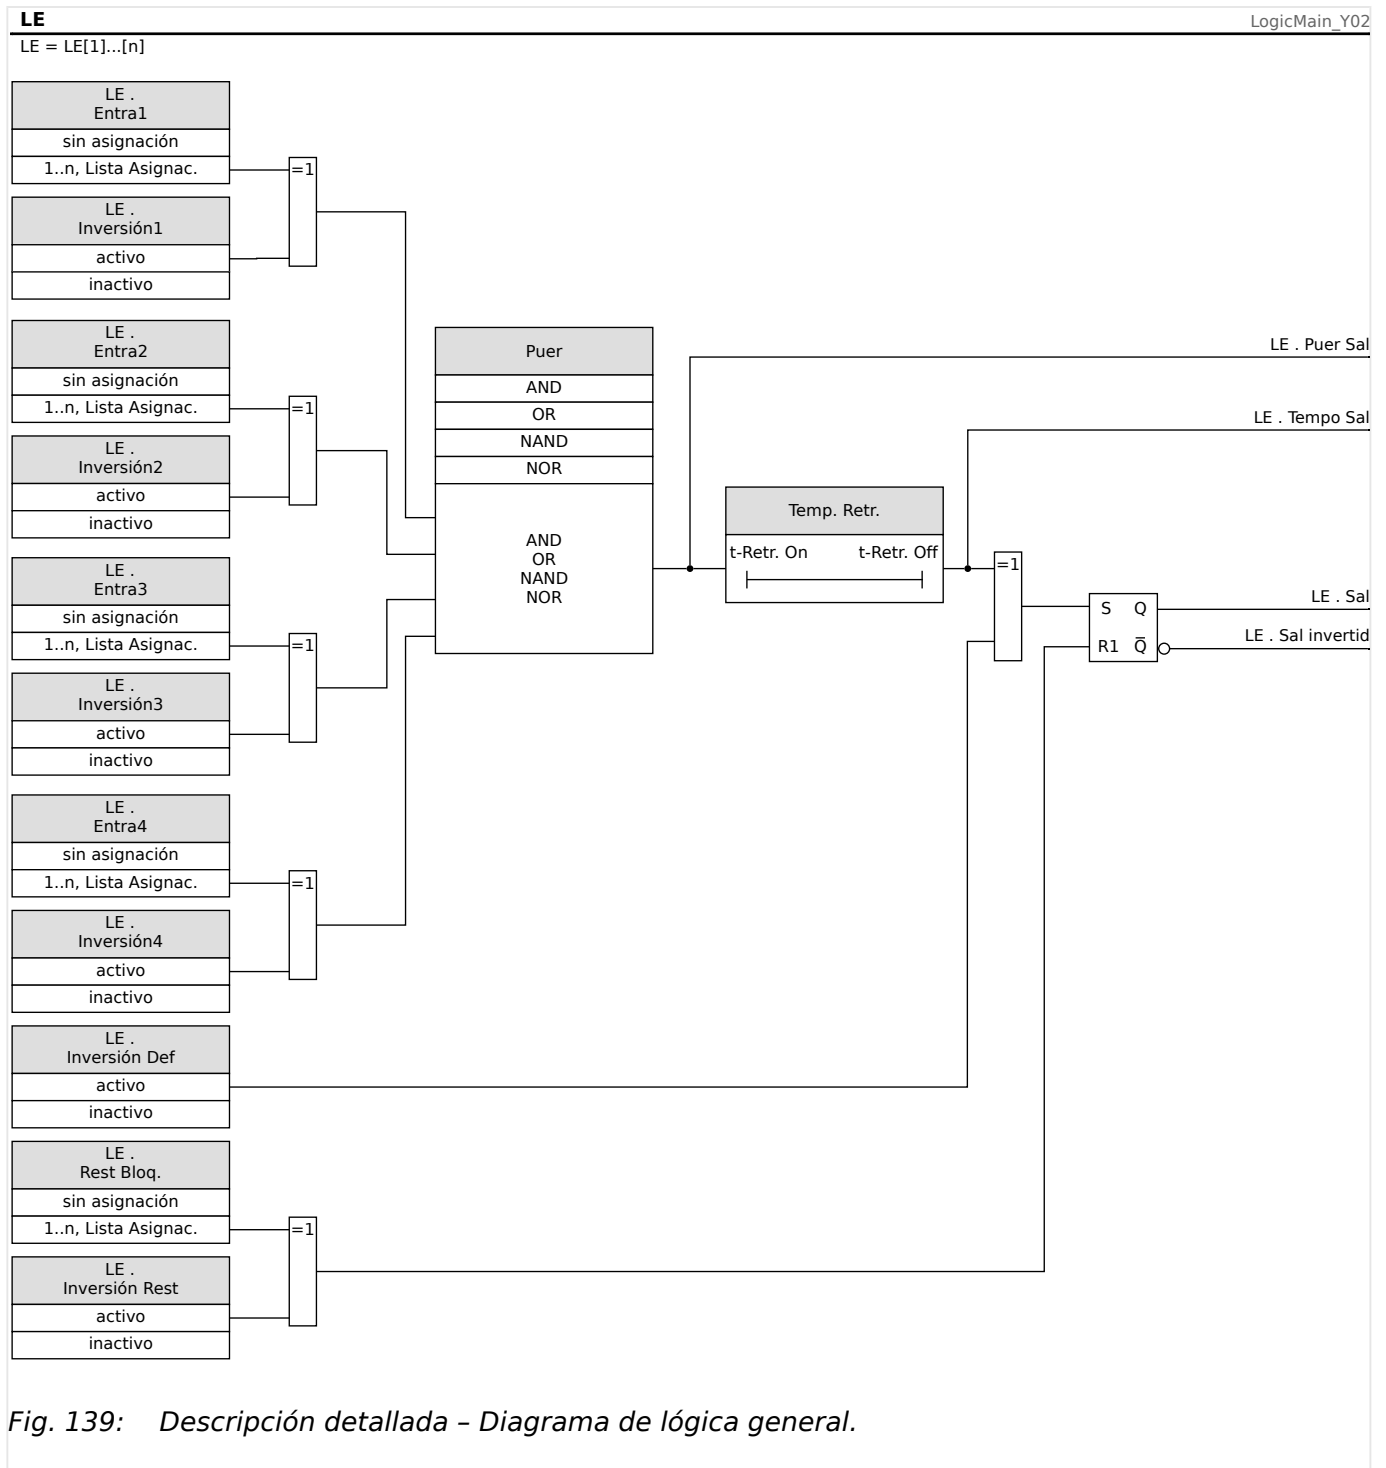 LE
LogicMain_Y02
LE = LE[1]...[n]
LE .
Entra1
sin asignación
1..n, Lista Asignac.
=1
LE .
Inversión1
activo
inactivo
LE .
Entra2
sin asignación
1..n, Lista Asignac.
=1
LE .
Inversión2
activo
inactivo
LE .
Entra3
sin asignación
1..n, Lista Asignac.
=1
LE .
Inversión3
activo
inactivo
LE .
Entra4
sin asignación
1..n, Lista Asignac.
=1
LE .
Inversión4
activo
inactivo
LE .
Inversión Def
activo
inactivo
LE .
Rest Bloq.
sin asignación
1..n, Lista Asignac.
=1
LE .
Inversión Rest
activo
inactivo
Puer
AND
OR
NAND
NOR
AND
OR
NAND
NOR
Temp. Retr.
t-Retr. On t-Retr. Off
=1
S Q
R1 Q̅
LE . Puer Sal
LE . Tempo Sal
LE . Sal
LE . Sal invertid
Fig. 139: Descripción detallada – Diagrama de lógica general.